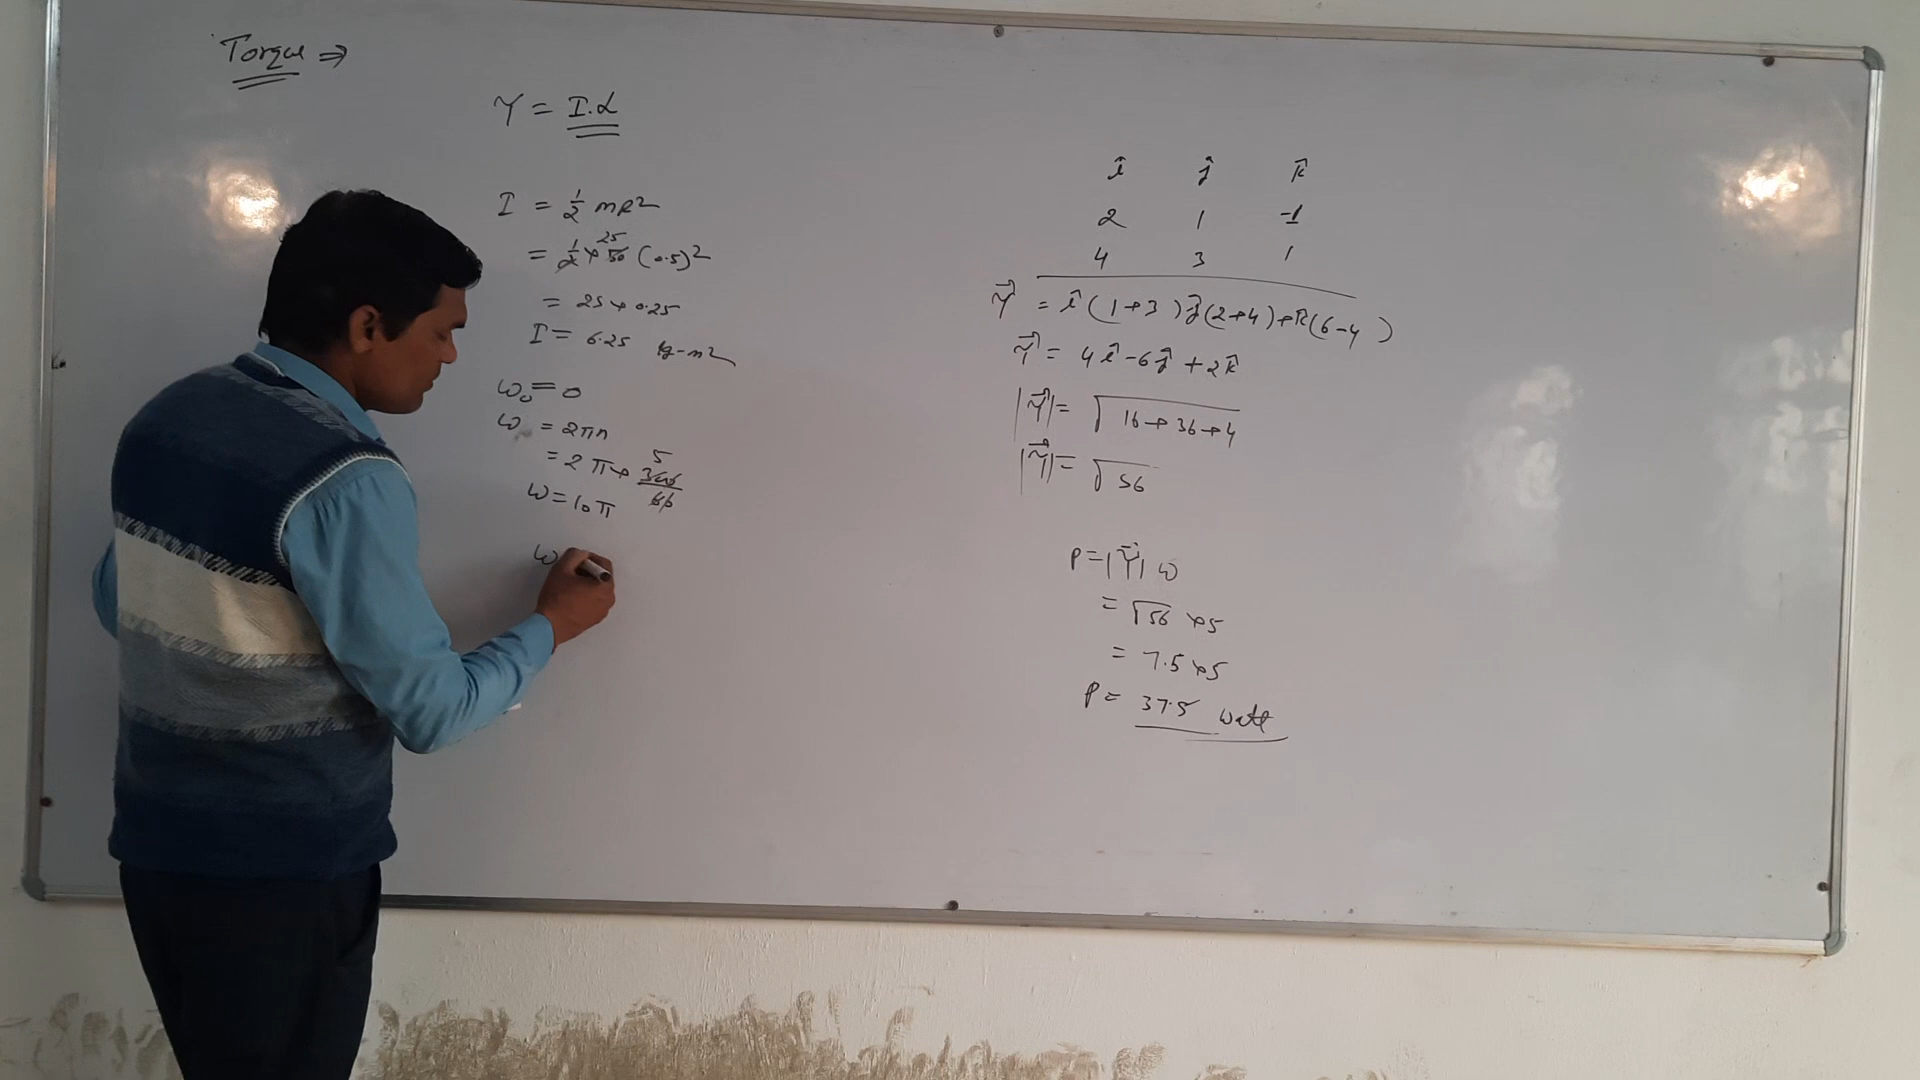 Torque ⇒
τ = I.α
I = 1/2 mR²
= 1/2 × 50 25 (0.5)²
= 25 × 0.25
I = 6.25 kg-m²
ω₀ = 0
ω = 2πn
= 2π × 300/60 5
ω = 10π
ω
î ĵ k̂
2 1 -1
4 3 1
τ⃗ = î(1+3) ĵ(2+4)+k̂(6-4)
τ⃗ = 4î-6ĵ+2k̂
|τ⃗| = √16+36+4
|τ⃗| = √56
P = |τ⃗| ω
= √56 ×5
= 7.5 ×5
P = 37.5 watt